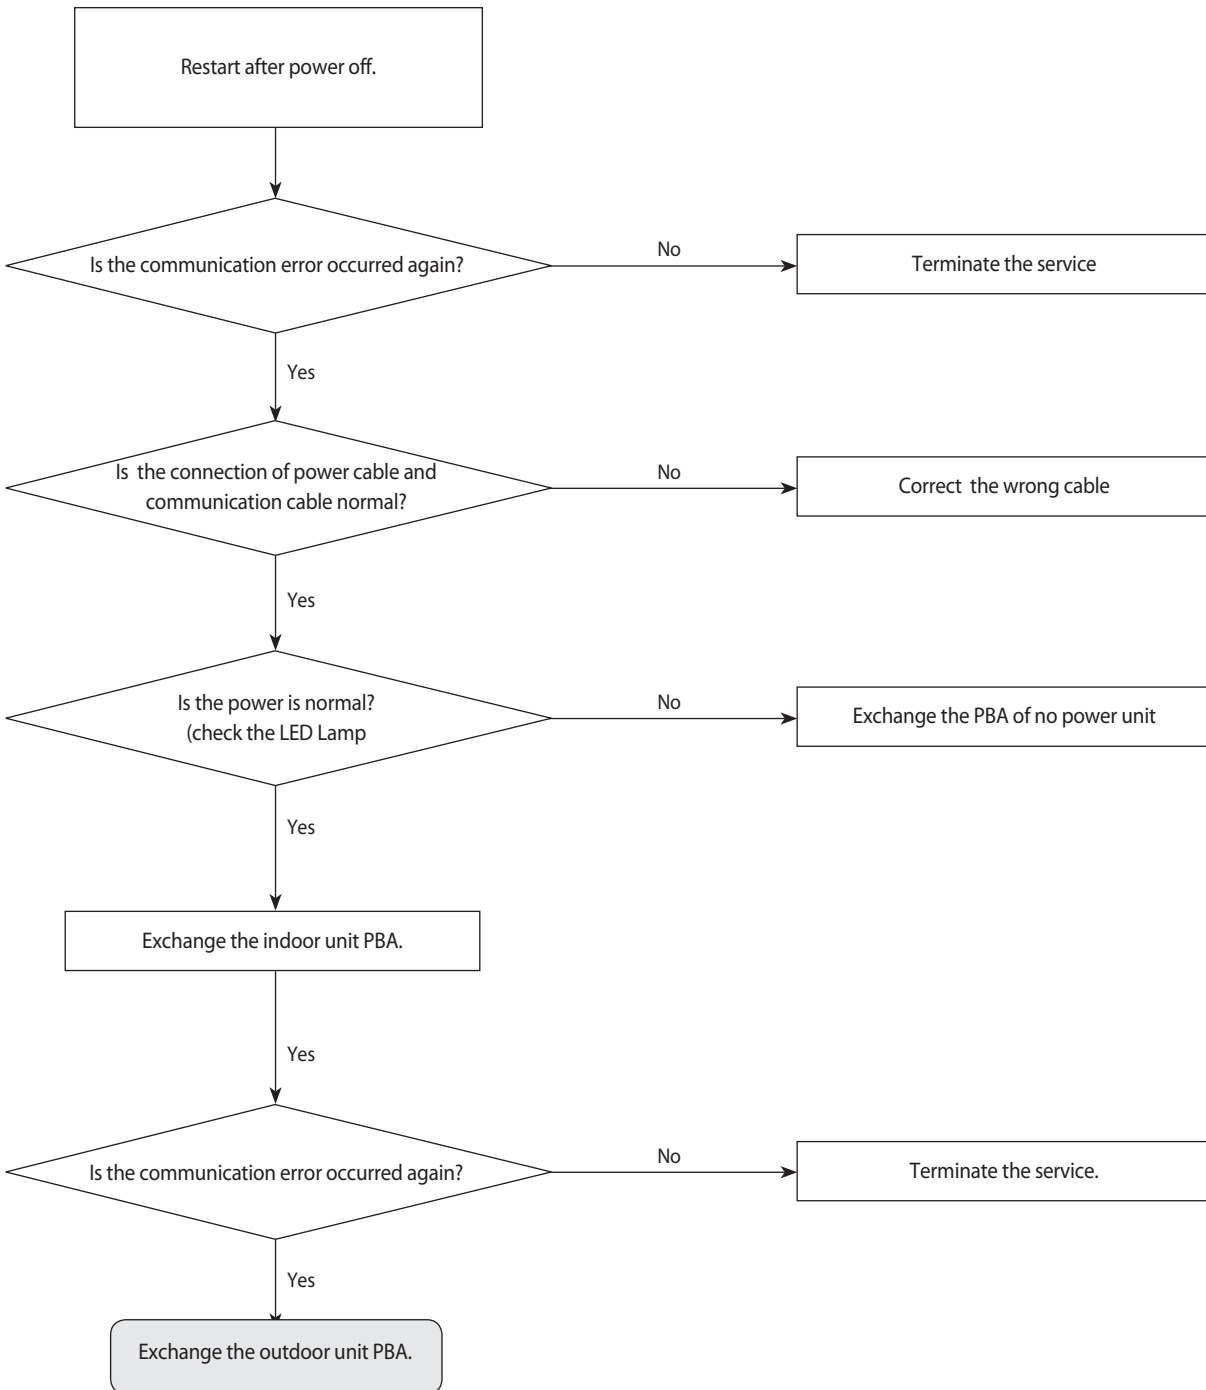 Restart after power off.
Is the communication error occurred again?
No
Terminate the service
Yes
Is  the connection of power cable and
communication cable normal?
No
Correct  the wrong cable
Yes
Is the power is normal?
(check the LED Lamp
No
Exchange the PBA of no power unit
Yes
Exchange the indoor unit PBA.
Yes
Is the communication error occurred again?
No
Terminate the service.
Yes
Exchange the outdoor unit PBA.